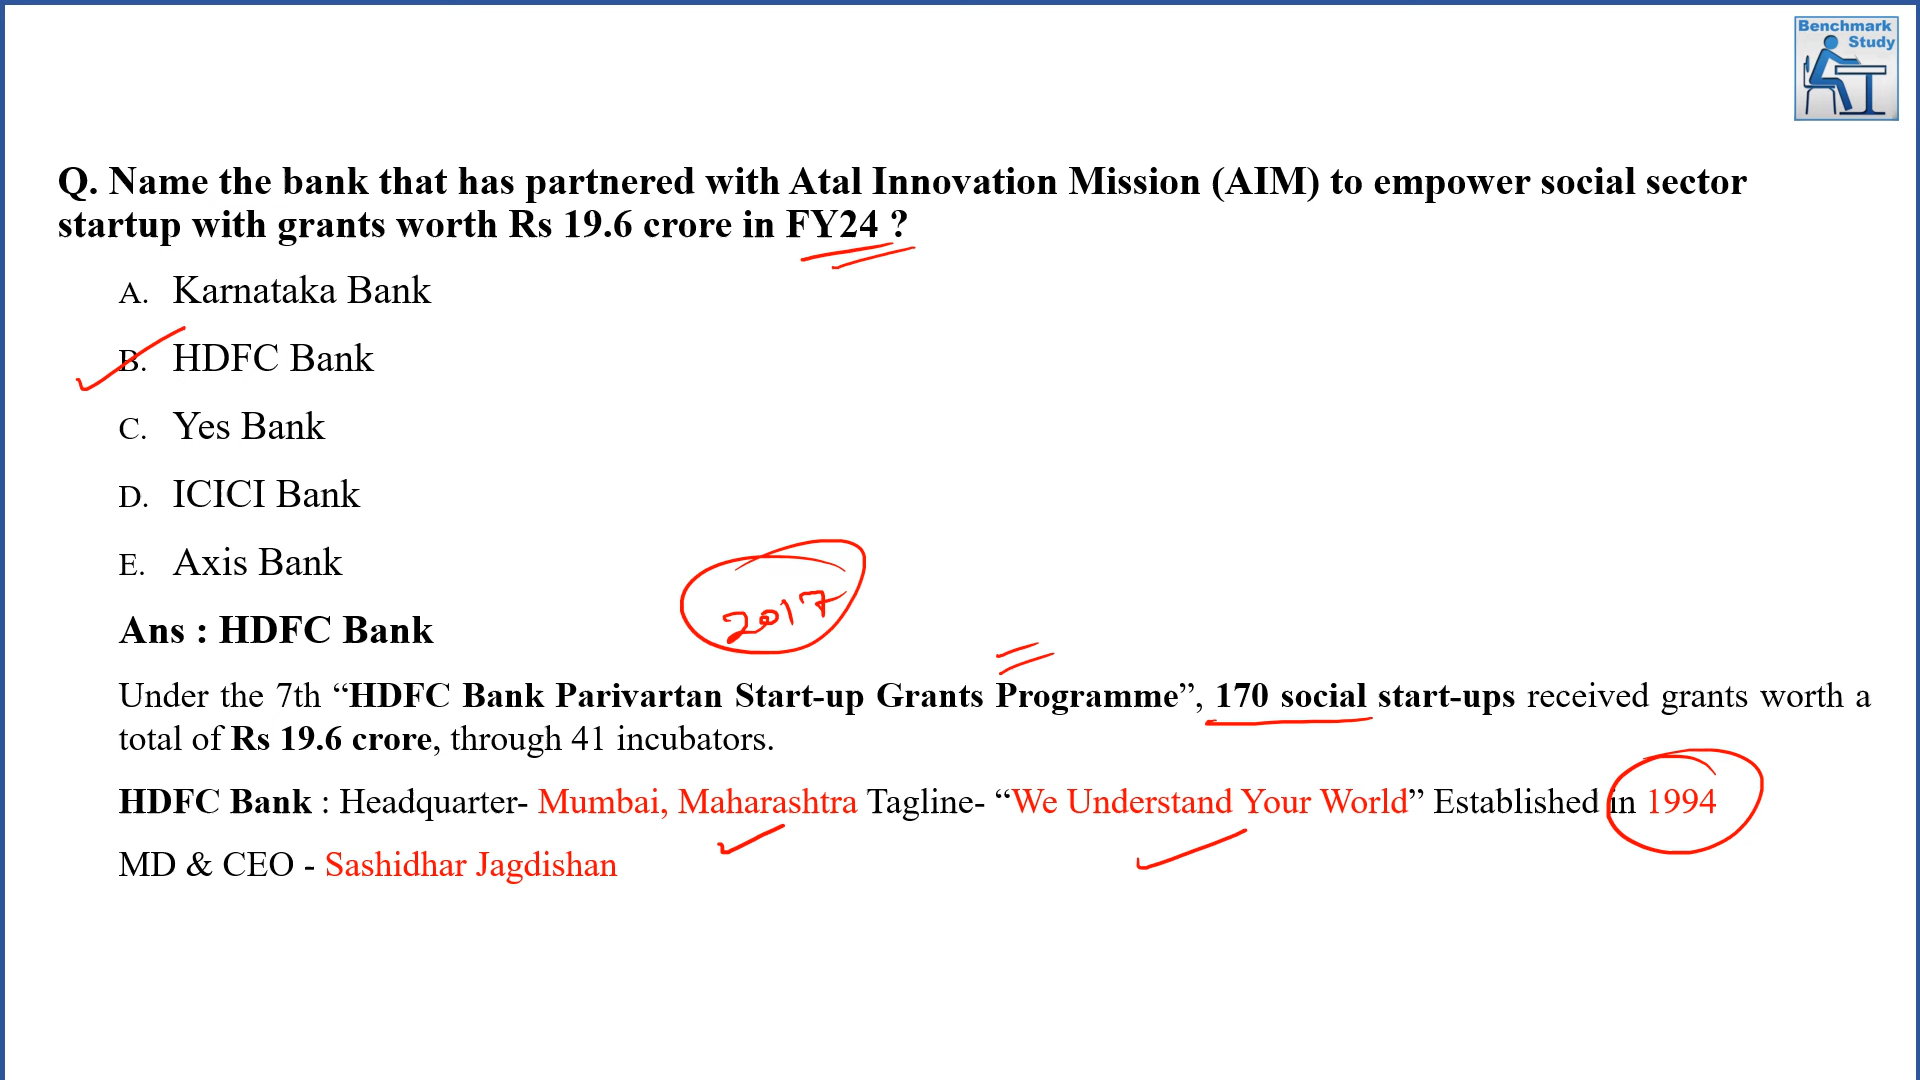 Benchmark
Study
Q. Name the bank that has partnered with Atal Innovation Mission (AIM) to empower social sector
startup with grants worth Rs 19.6 crore in FY24 ?
A. Karnataka Bank
B. HDFC Bank
C. Yes Bank
D. ICICI Bank
E. Axis Bank
2017
Ans : HDFC Bank
Under the 7th “HDFC Bank Parivartan Start-up Grants Programme”, 170 social start-ups received grants worth a
total of Rs 19.6 crore, through 41 incubators.
HDFC Bank : Headquarter- Mumbai, Maharashtra Tagline- “We Understand Your World” Established in 1994
MD & CEO - Sashidhar Jagdishan